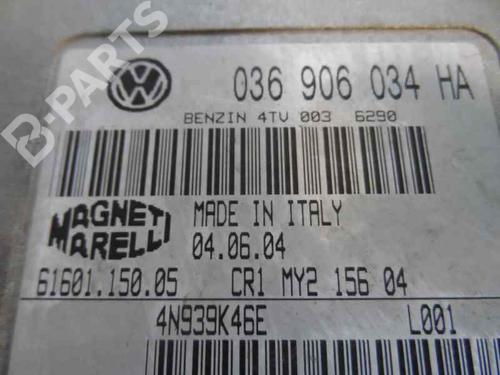 B-PARTS
036 906 034 HA
BENZIN 4TV 003 6290
MAGNETI MARELLI
MADE IN ITALY
04.06.04
61601.150.05 CR1 MY2 156 04
4N939K46E L001